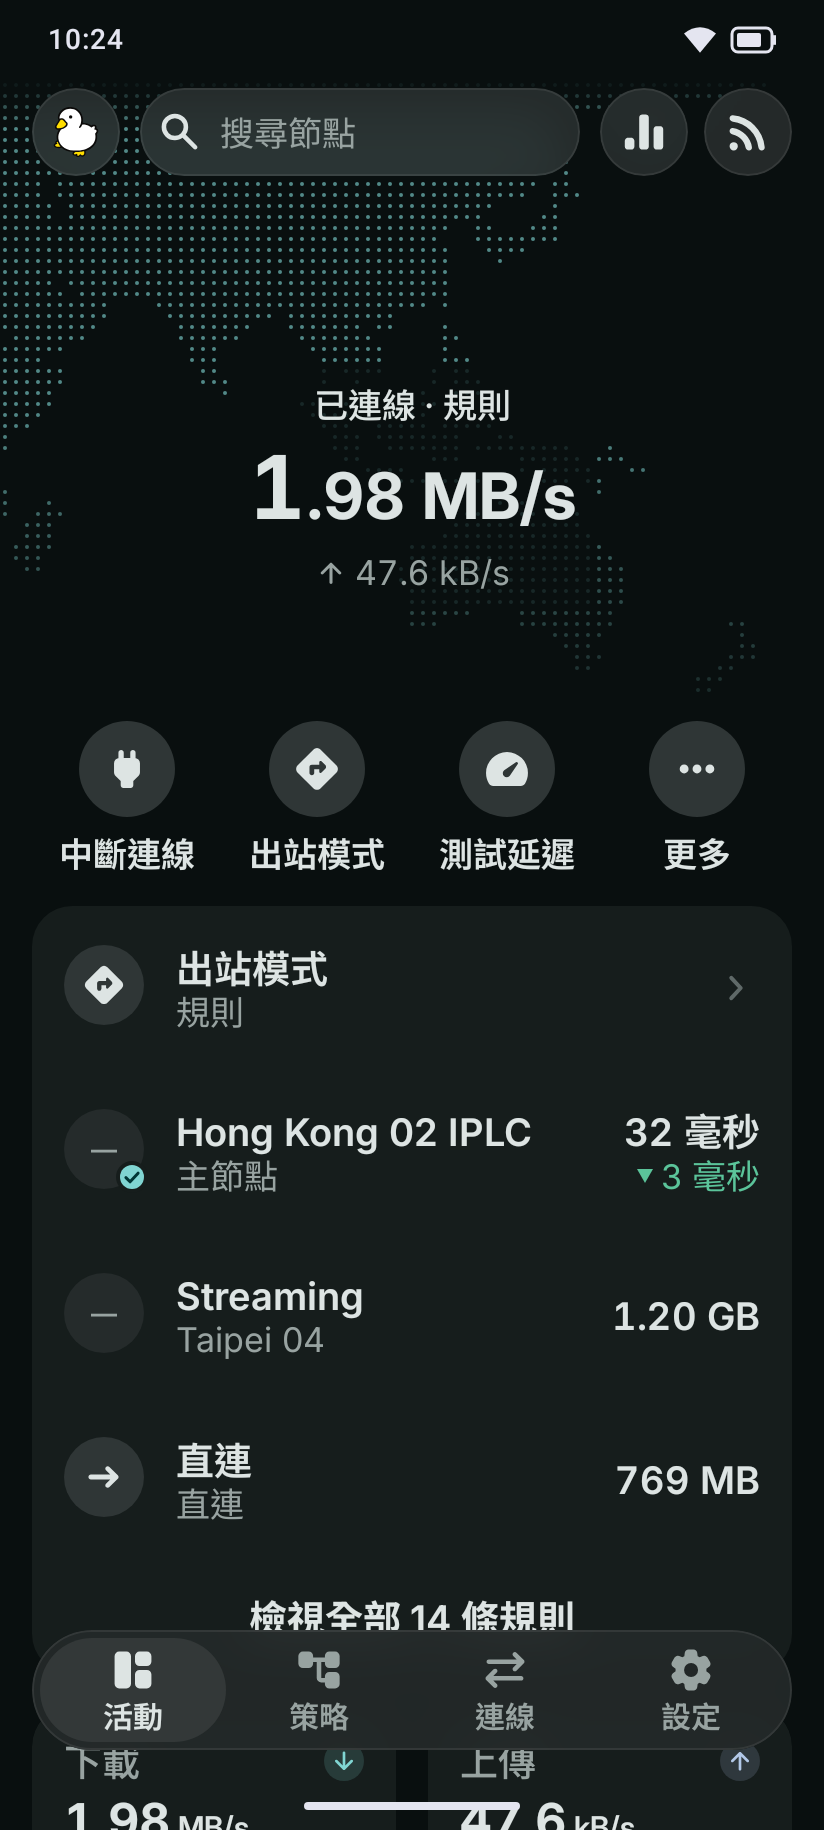 10:24
搜尋節點
已連線 · 規則
1.98 MB/s
↑ 47.6 kB/s
中斷連線
出站模式
測試延遲
更多
出站模式
規則
Hong Kong 02 IPLC
32 毫秒
主節點
▼3 毫秒
Streaming
Taipei 04
1.20 GB
直連
直連
769 MB
檢視全部 14 條規則
活動
策略
連線
設定
下載
上傳
1.98 MB/s
47.6 kB/s